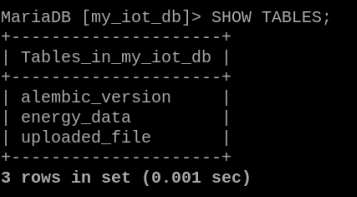 MariaDB [my_iot_db]> SHOW TABLES;
+---------------------+
| Tables_in_my_iot_db |
+---------------------+
| alembic_version     |
| energy_data         |
| uploaded_file       |
+---------------------+
3 rows in set (0.001 sec)